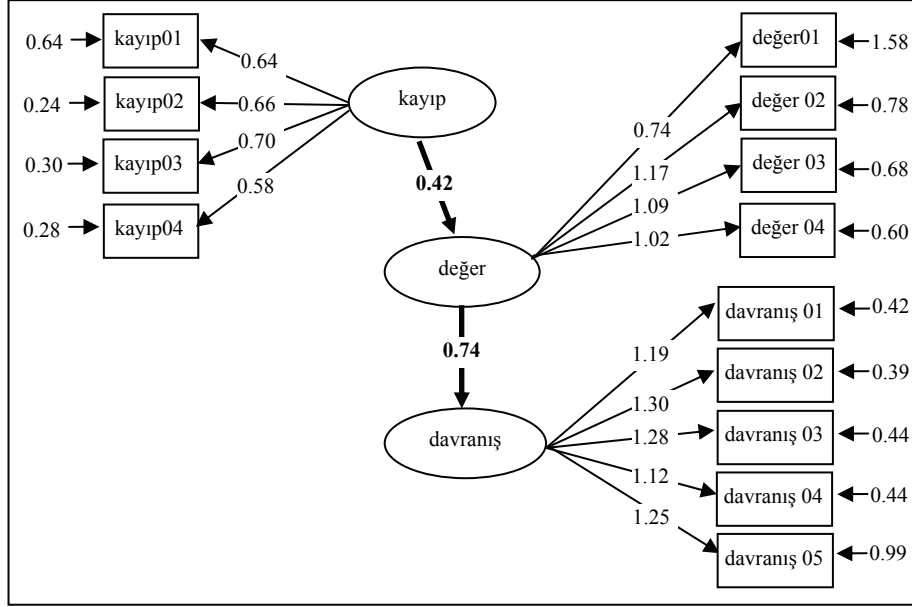 0.64
kayıp01
0.64
0.24
kayıp02
0.66
0.30
kayıp03
0.70
0.28
kayıp04
0.58
kayıp
0.42
değer
0.74
davranış
0.74
değer01
1.58
1.17
değer 02
0.78
1.09
değer 03
0.68
1.02
değer 04
0.60
1.19
davranış 01
0.42
1.30
davranış 02
0.39
1.28
davranış 03
0.44
1.12
davranış 04
0.44
1.25
davranış 05
0.99